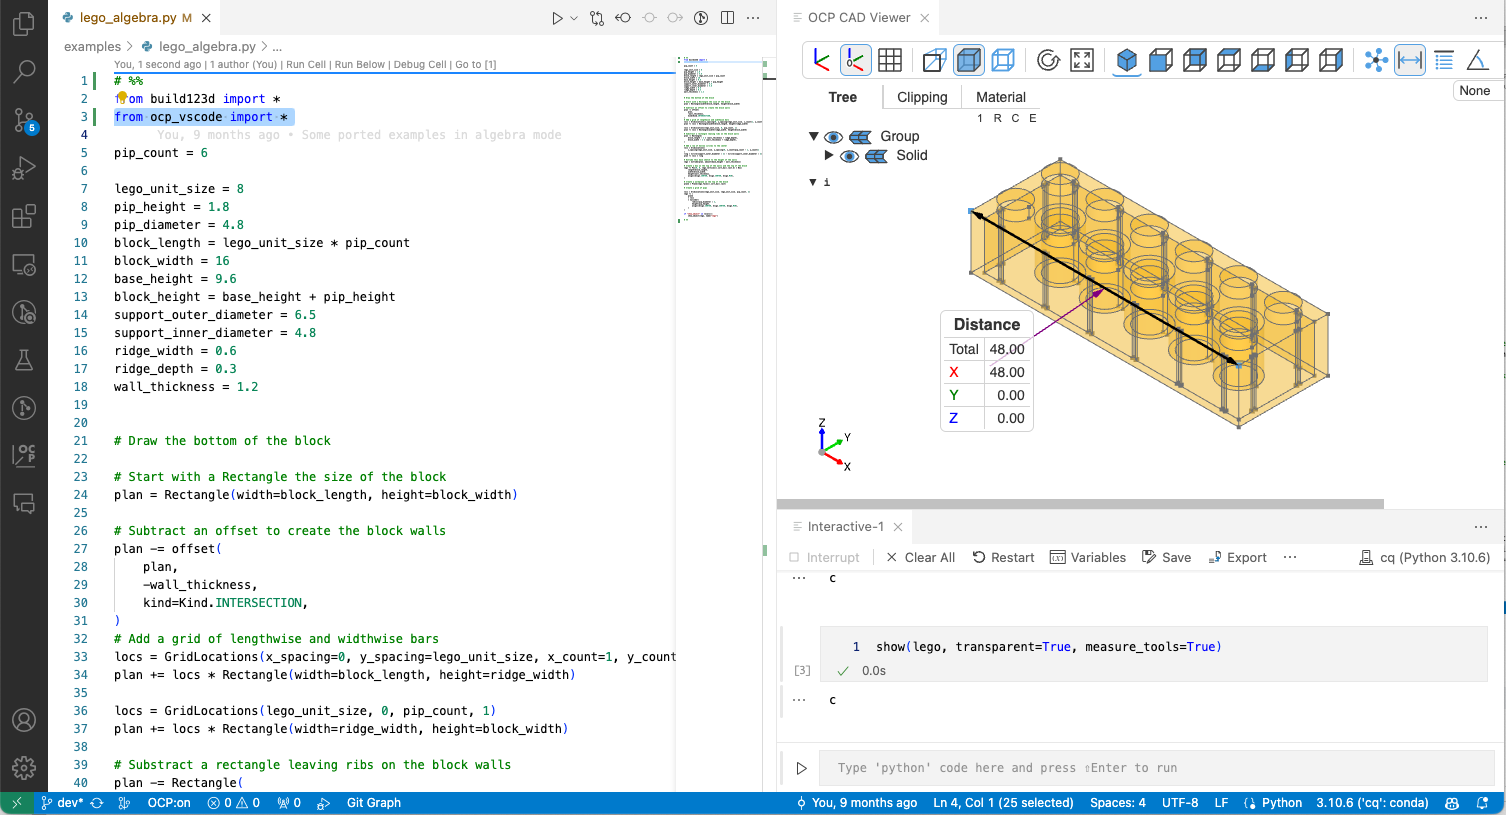 lego_algebra.py M
examples > lego_algebra.py > ...
You, 1 second ago | 1 author (You) | Run Cell | Run Below | Debug Cell | Go to [1]
1 # %%
2 from build123d import *
3 from ocp_vscode import *
4 You, 9 months ago • Some ported examples in algebra mode
5 pip_count = 6
6
7 lego_unit_size = 8
8 pip_height = 1.8
9 pip_diameter = 4.8
10 block_length = lego_unit_size * pip_count
11 block_width = 16
12 base_height = 9.6
13 block_height = base_height + pip_height
14 support_outer_diameter = 6.5
15 support_inner_diameter = 4.8
16 ridge_width = 0.6
17 ridge_depth = 0.3
18 wall_thickness = 1.2
19
20
21 # Draw the bottom of the block
22
23 # Start with a Rectangle the size of the block
24 plan = Rectangle(width=block_length, height=block_width)
25
26 # Subtract an offset to create the block walls
27 plan -= offset(
28 plan,
29 -wall_thickness,
30 kind=Kind.INTERSECTION,
31 )
32 # Add a grid of lengthwise and widthwise bars
33 locs = GridLocations(x_spacing=0, y_spacing=lego_unit_size, x_count=1, y_count
34 plan += locs * Rectangle(width=block_length, height=ridge_width)
35
36 locs = GridLocations(lego_unit_size, 0, pip_count, 1)
37 plan += locs * Rectangle(width=ridge_width, height=block_width)
38
39 # Substract a rectangle leaving ribs on the block walls
40 plan -= Rectangle(
5
OCP
OCP CAD Viewer
Tree
Clipping
Material
None
1 R C E
Group
Solid
i
Distance
Total 48.00
X 48.00
Y 0.00
Z 0.00
Z
Y
X
Interactive-1
Interrupt
Clear All
Restart
Variables
Save
Export
...
cq (Python 3.10.6)
... c
1 show(lego, transparent=True, measure_tools=True)
[3] ✓ 0.0s
... c
Type 'python' code here and press ⇧Enter to run
dev*
OCP:on
0
0
0
Git Graph
You, 9 months ago
Ln 4, Col 1 (25 selected)
Spaces: 4
UTF-8
LF
Python
3.10.6 ('cq': conda)